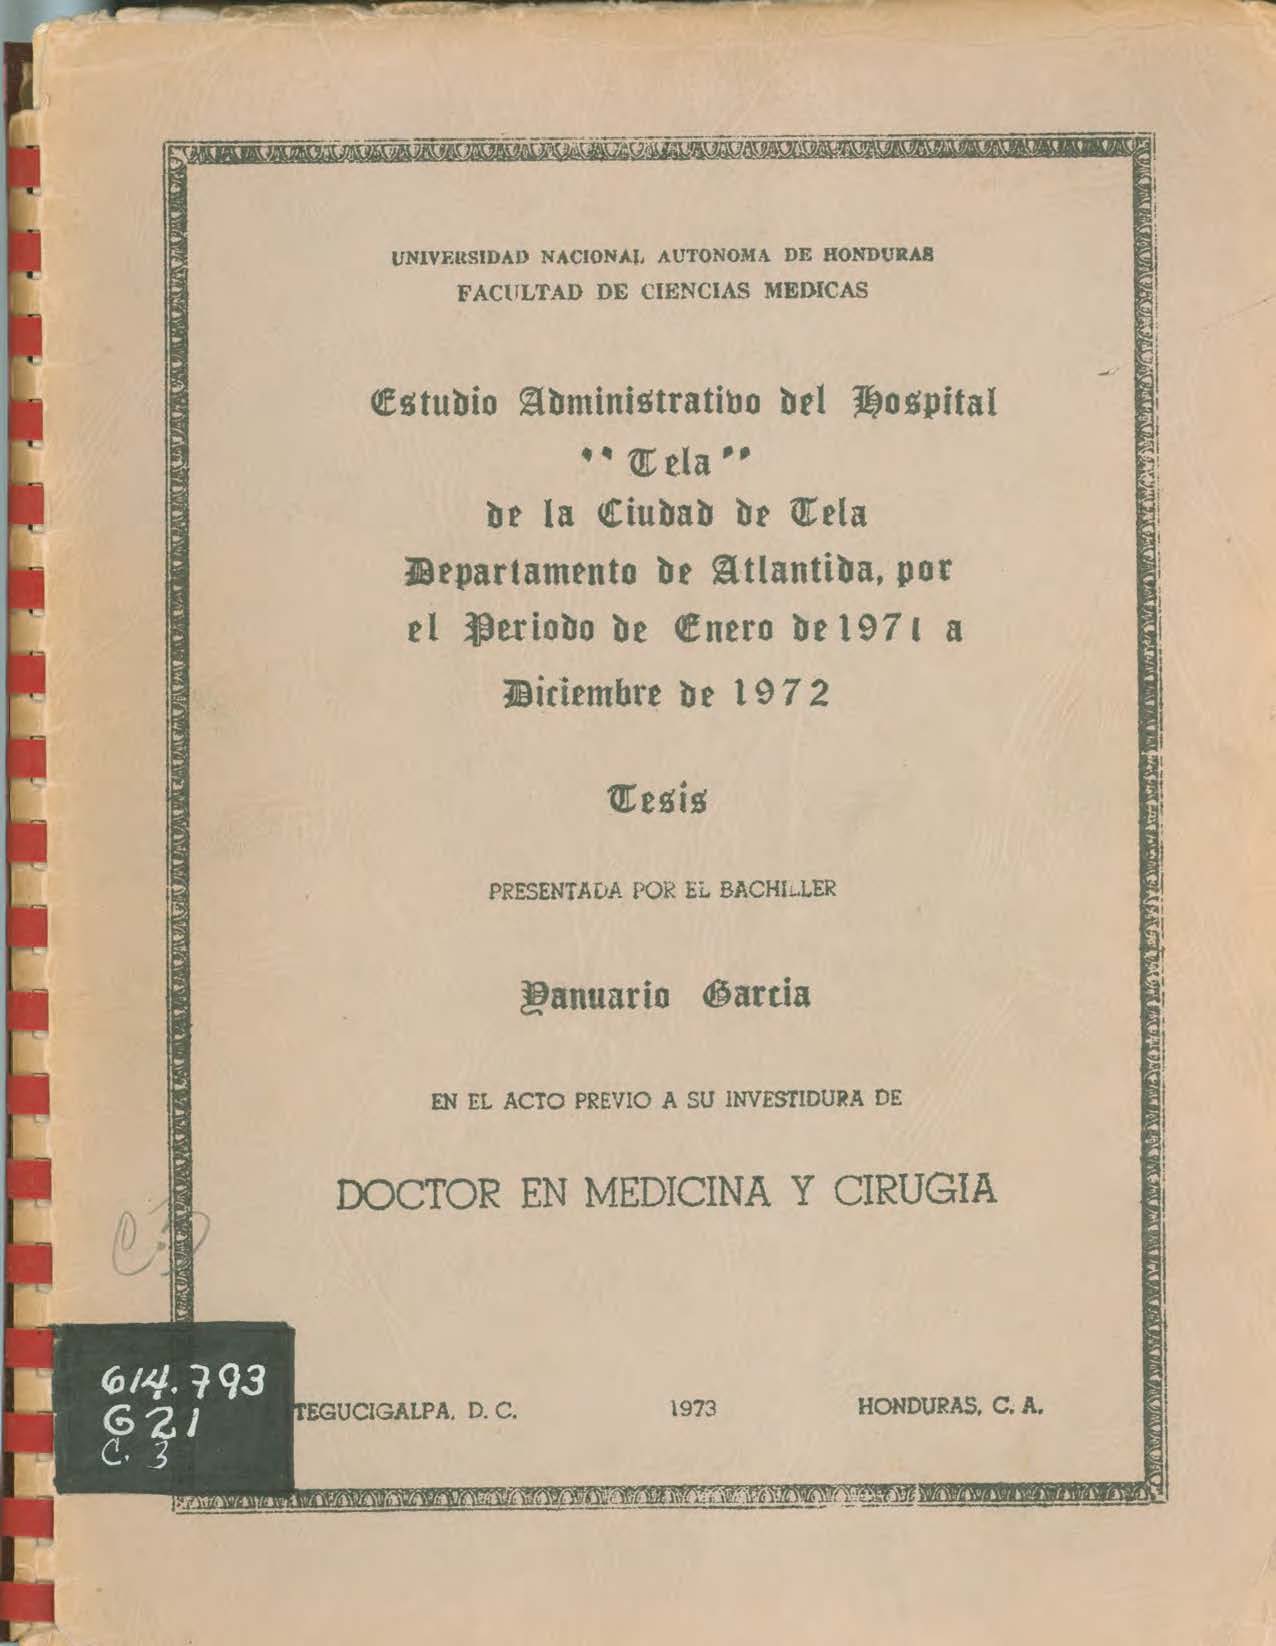 UNIVERSIDAD NACIONAL AUTONOMA DE HONDURAS
FACULTAD DE CIENCIAS MEDICAS
Estudio Administrativo del Hospital
"Tela"
de la Ciudad de Tela
Departamento de Atlantida, por
el Periodo de Enero de 1971 a
Diciembre de 1972
Tesis
PRESENTADA POR EL BACHILLER
Yanuario Garcia
EN EL ACTO PREVIO A SU INVESTIDURA DE
DOCTOR EN MEDICINA Y CIRUGIA
C.3
614.793
G21
C. 3
TEGUCIGALPA, D. C. 1973 HONDURAS, C. A.